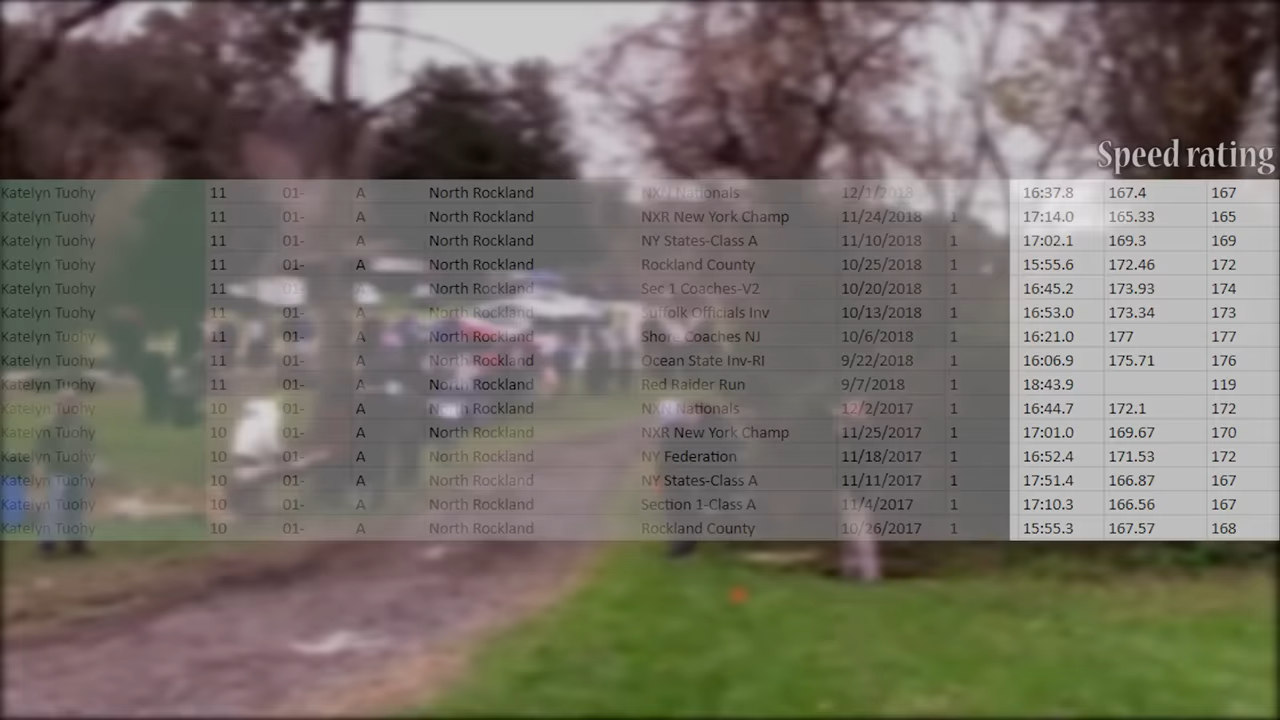 Speed rating
Katelyn Tuohy 11 01- A North Rockland NXN Nationals 12/1/2018 16:37.8 167.4 167
Katelyn Tuohy 11 01- A North Rockland NXR New York Champ 11/24/2018 1 17:14.0 165.33 165
Katelyn Tuohy 11 01- A North Rockland NY States-Class A 11/10/2018 1 17:02.1 169.3 169
Katelyn Tuohy 11 01- A North Rockland Rockland County 10/25/2018 1 15:55.6 172.46 172
Katelyn Tuohy 11 01- A North Rockland Sec 1 Coaches-V2 10/20/2018 1 16:45.2 173.93 174
Katelyn Tuohy 11 01- A North Rockland Suffolk Officials Inv 10/13/2018 1 16:53.0 173.34 173
Katelyn Tuohy 11 01- A North Rockland Shore Coaches NJ 10/6/2018 1 16:21.0 177 177
Katelyn Tuohy 11 01- A North Rockland Ocean State Inv-RI 9/22/2018 1 16:06.9 175.71 176
Katelyn Tuohy 11 01- A North Rockland Red Raider Run 9/7/2018 1 18:43.9 119
Katelyn Tuohy 10 01- A North Rockland NXN Nationals 12/2/2017 1 16:44.7 172.1 172
Katelyn Tuohy 10 01- A North Rockland NXR New York Champ 11/25/2017 1 17:01.0 169.67 170
Katelyn Tuohy 10 01- A North Rockland NY Federation 11/18/2017 1 16:52.4 171.53 172
Katelyn Tuohy 10 01- A North Rockland NY States-Class A 11/11/2017 1 17:51.4 166.87 167
Katelyn Tuohy 10 01- A North Rockland Section 1-Class A 11/4/2017 1 17:10.3 166.56 167
Katelyn Tuohy 10 01- A North Rockland Rockland County 10/26/2017 1 15:55.3 167.57 168